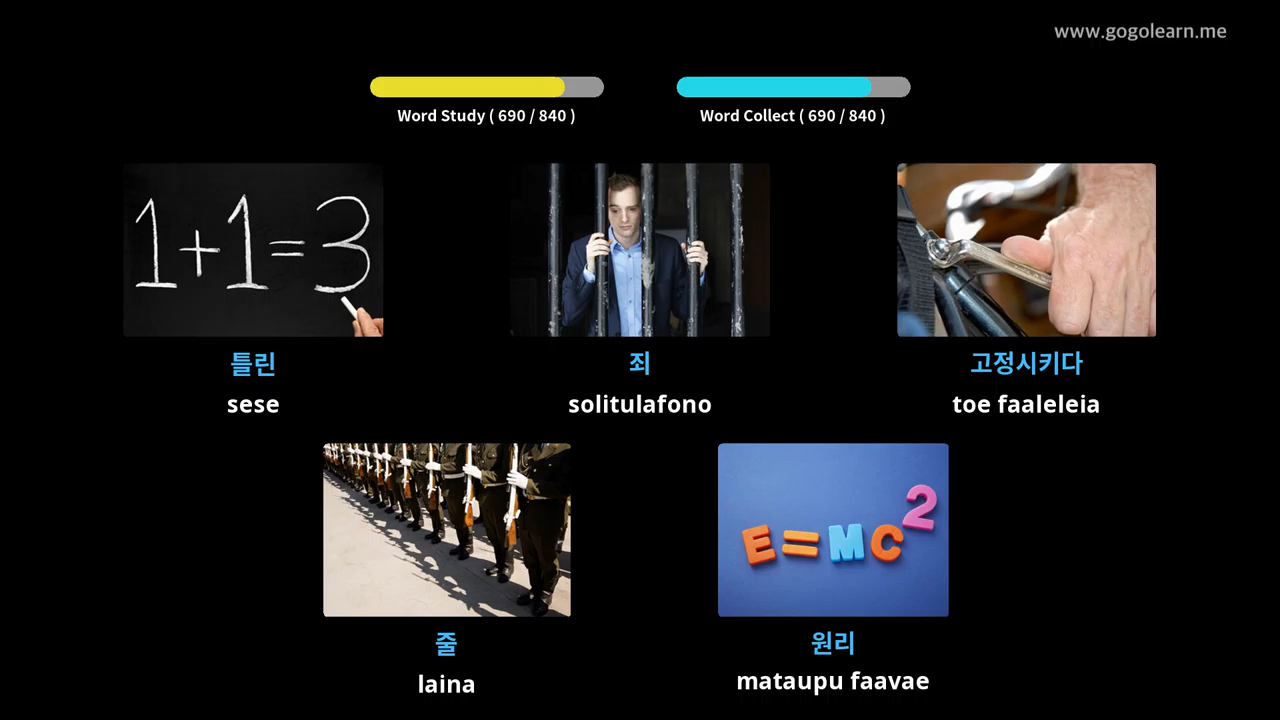 www.gogolearn.me
Word Study ( 690 / 840 )
Word Collect ( 690 / 840 )
1+1=3
틀린
sese
죄
solitulafono
고정시키다
toe faaleleia
E=MC2
줄
laina
원리
mataupu faavae